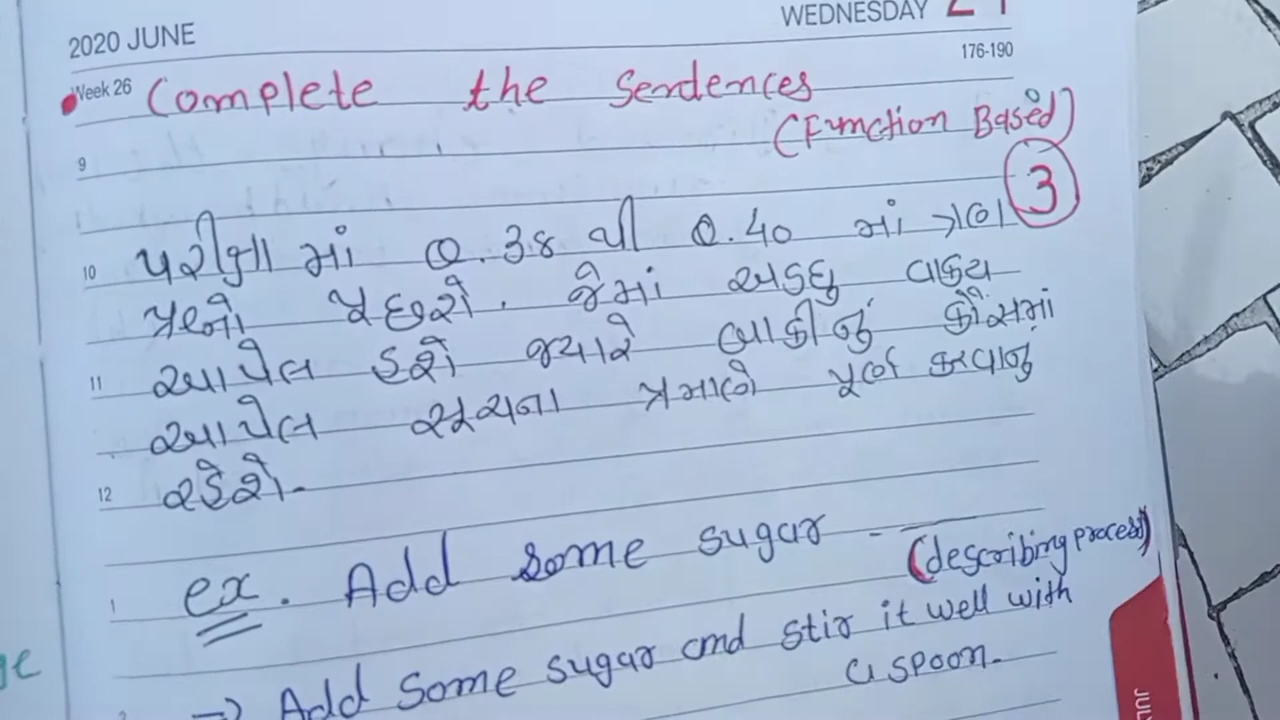 2020 JUNE
WEDNESDAY
176-190
Week 26
Complete the Sendences
(Function Based)
3
9
10 પરીક્ષા માં Q. 38 થી Q. 40 માં ત્રણ
પ્રશ્નો પૂછાશે. જેમાં અડધુ વાક્ય
11 આપેલ હશે જ્યારે બાકીનું કૌંસમાં
આપેલ સૂચના પ્રમાણે પૂર્ણ કરવાનું
12 રહેશે.
ex. Add some sugar - (describing process)
1
→ Add Some sugar and stir it well with
a spoon.
JUL